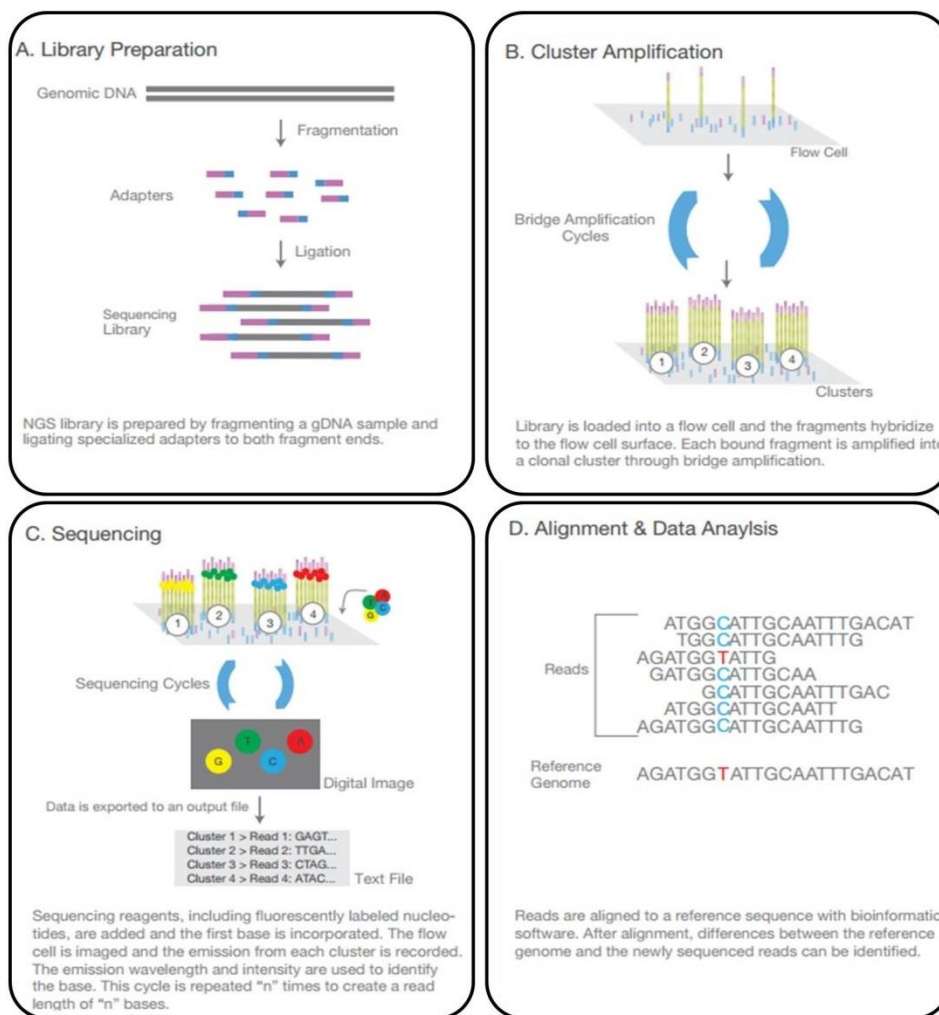 A. Library Preparation
Genomic DNA
Fragmentation
Adapters
Ligation
Sequencing
Library
NGS library is prepared by fragmenting a gDNA sample and
ligating specialized adapters to both fragment ends.
B. Cluster Amplification
Flow Cell
Bridge Amplification
Cycles
1
2
3
4
Clusters
Library is loaded into a flow cell and the fragments hybridize
to the flow cell surface. Each bound fragment is amplified into
a clonal cluster through bridge amplification.
C. Sequencing
1
2
3
4
T
A
G
C
Sequencing Cycles
G
T
C
A
Digital Image
Data is exported to an output file
Cluster 1 > Read 1: GAGT...
Cluster 2 > Read 2: TTGA...
Cluster 3 > Read 3: CTAG...
Cluster 4 > Read 4: ATAC...
Text File
Sequencing reagents, including fluorescently labeled nucleo-
tides, are added and the first base is incorporated. The flow
cell is imaged and the emission from each cluster is recorded.
The emission wavelength and intensity are used to identify
the base. This cycle is repeated “n” times to create a read
length of “n” bases.
D. Alignment & Data Anaylsis
Reads
ATGGCATTGCAATTTGACAT
TGGCATTGCAATTTG
AGATGGTATTG
GATGGCATTGCAA
GCATTGCAATTTGAC
ATGGCATTGCAATT
AGATGGCATTGCAATTTG
Reference
Genome
AGATGGTATTGCAATTTGACAT
Reads are aligned to a reference sequence with bioinformatic
software. After alignment, differences between the reference
genome and the newly sequenced reads can be identified.